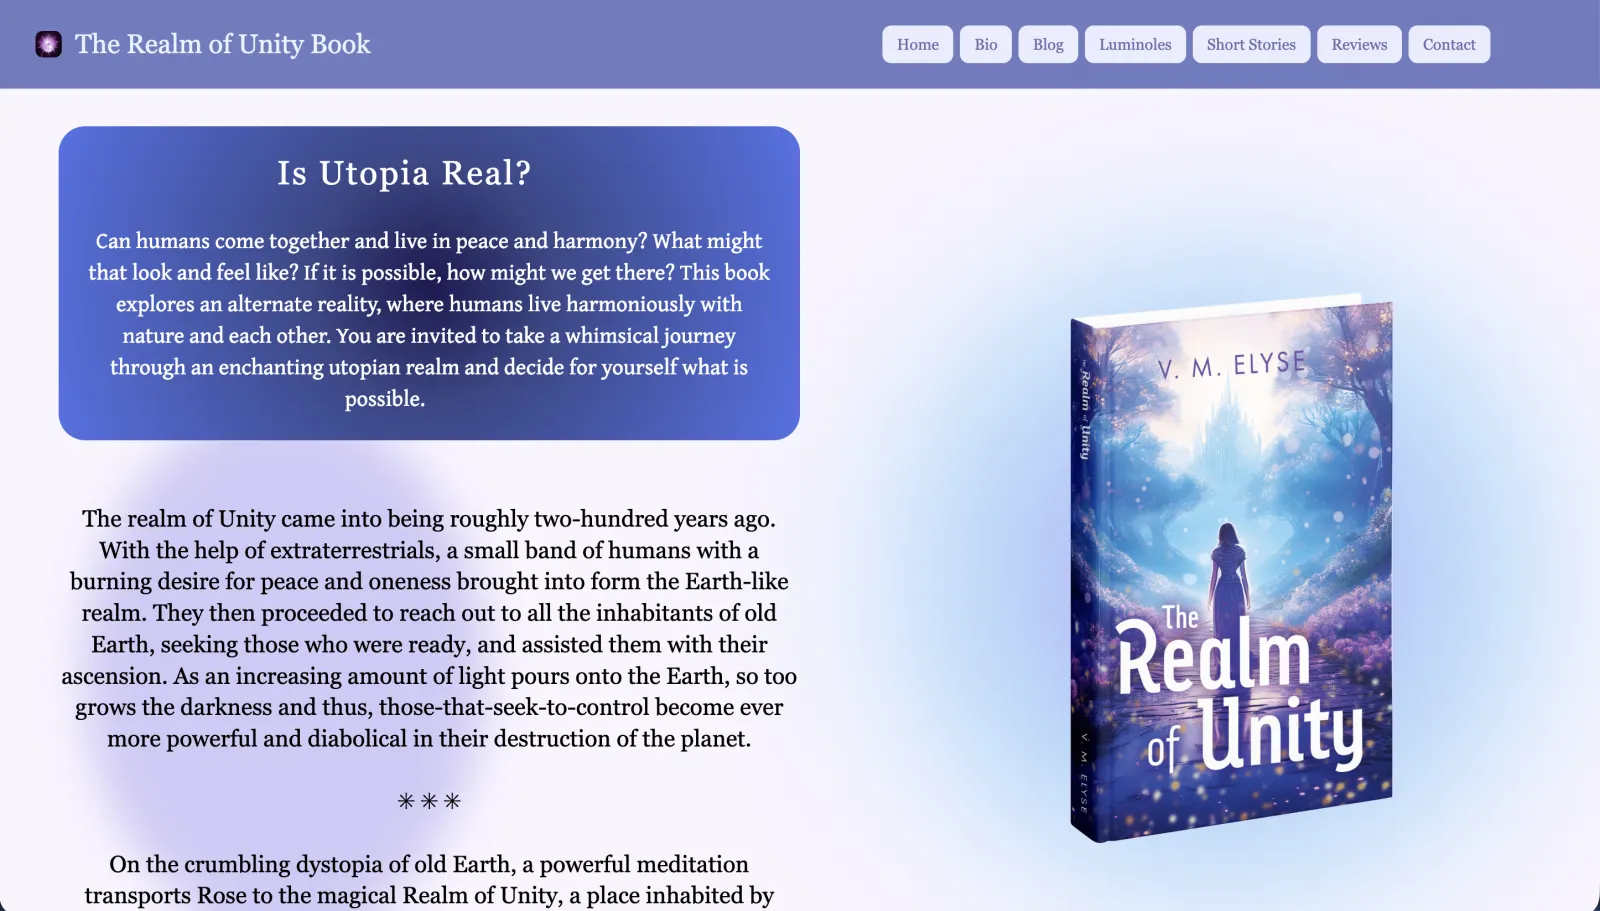 The Realm of Unity Book
Home
Bio
Blog
Luminoles
Short Stories
Reviews
Contact
Is Utopia Real?
Can humans come together and live in peace and harmony? What might
that look and feel like? If it is possible, how might we get there? This book
explores an alternate reality, where humans live harmoniously with
nature and each other. You are invited to take a whimsical journey
through an enchanting utopian realm and decide for yourself what is
possible.
The realm of Unity came into being roughly two-hundred years ago.
With the help of extraterrestrials, a small band of humans with a
burning desire for peace and oneness brought into form the Earth-like
realm. They then proceeded to reach out to all the inhabitants of old
Earth, seeking those who were ready, and assisted them with their
ascension. As an increasing amount of light pours onto the Earth, so too
grows the darkness and thus, those-that-seek-to-control become ever
more powerful and diabolical in their destruction of the planet.
✳ ✳ ✳
On the crumbling dystopia of old Earth, a powerful meditation
transports Rose to the magical Realm of Unity, a place inhabited by
The Realm of Unity
V. M. ELYSE
V. M. ELYSE
The
Realm
of Unity